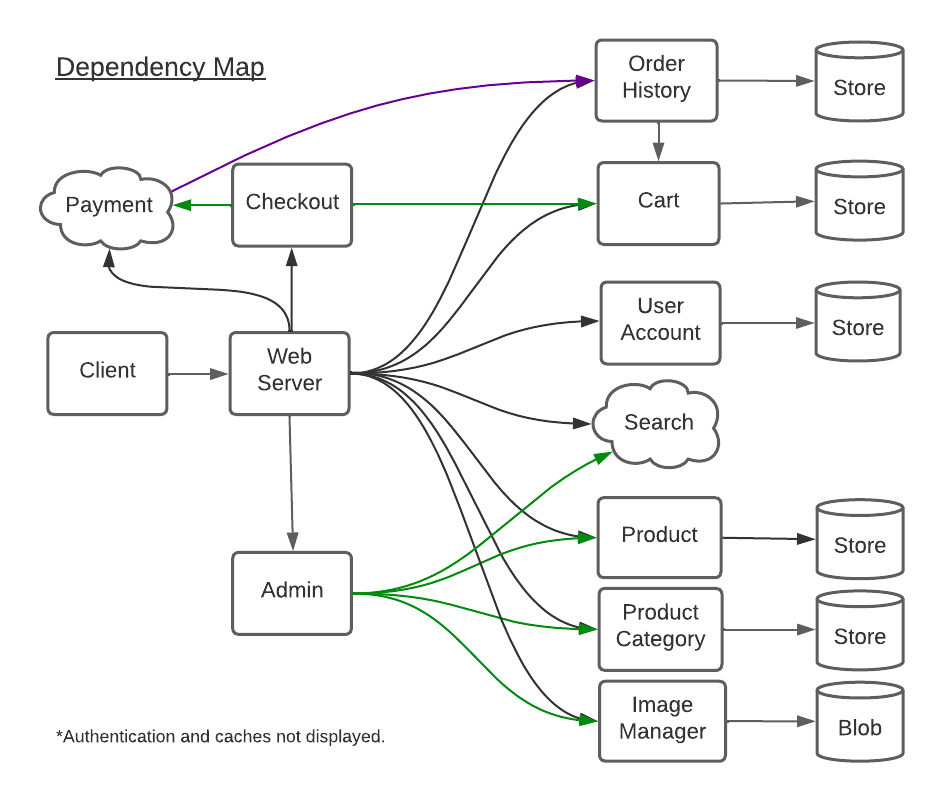 Dependency Map
Order
History
Store
Payment
Checkout
Cart
Store
User
Account
Store
Client
Web
Server
Search
Product
Store
Admin
Product
Category
Store
Image
Manager
Blob
*Authentication and caches not displayed.